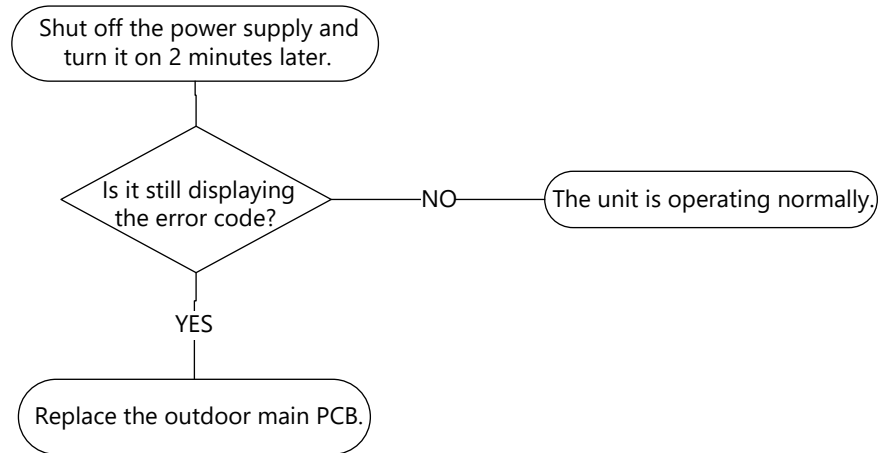 Shut off the power supply and
turn it on 2 minutes later.
Is it still displaying
the error code?
NO
The unit is operating normally.
YES
Replace the outdoor main PCB.